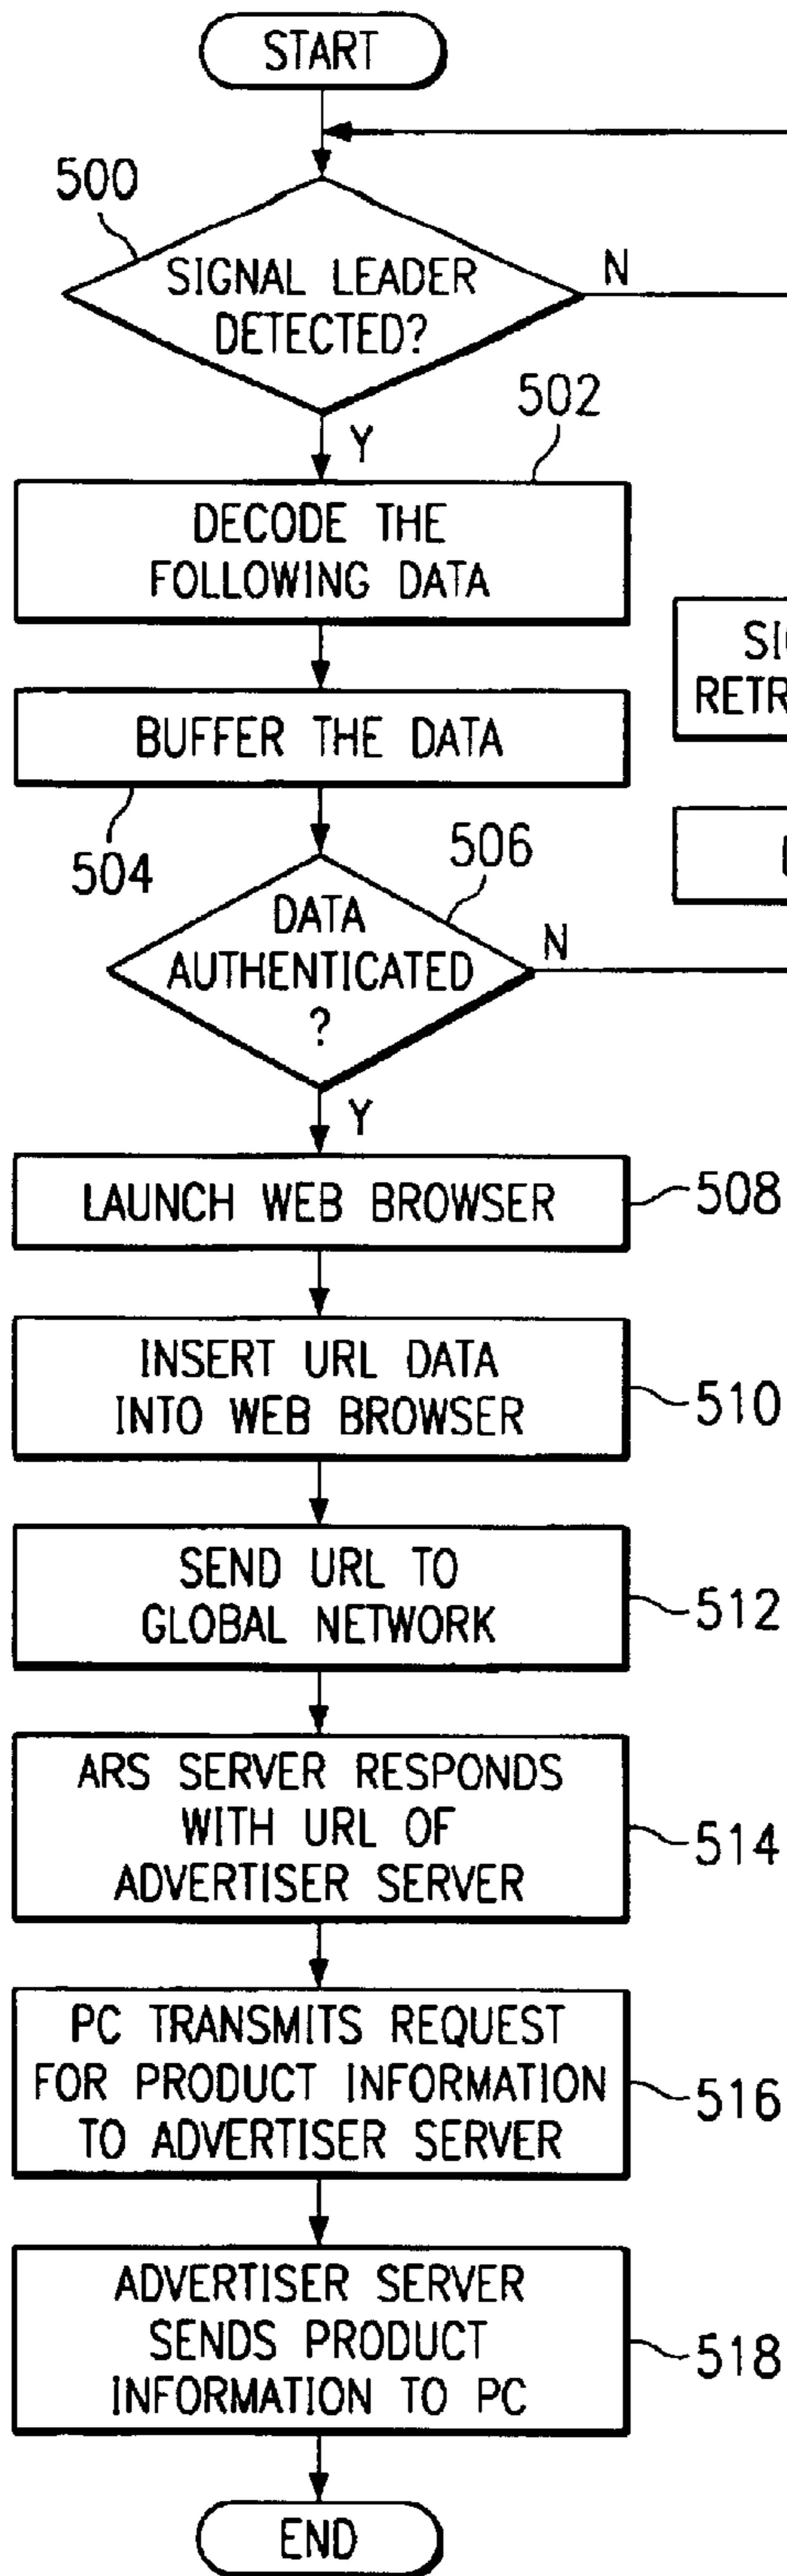 START
500
SIGNAL LEADER
DETECTED?
N
Y
502
DECODE THE
FOLLOWING DATA
BUFFER THE DATA
504
506
DATA
AUTHENTICATED
?
N
Y
LAUNCH WEB BROWSER
508
INSERT URL DATA
INTO WEB BROWSER
510
SEND URL TO
GLOBAL NETWORK
512
ARS SERVER RESPONDS
WITH URL OF
ADVERTISER SERVER
514
PC TRANSMITS REQUEST
FOR PRODUCT INFORMATION
TO ADVERTISER SERVER
516
ADVERTISER SERVER
SENDS PRODUCT
INFORMATION TO PC
518
END